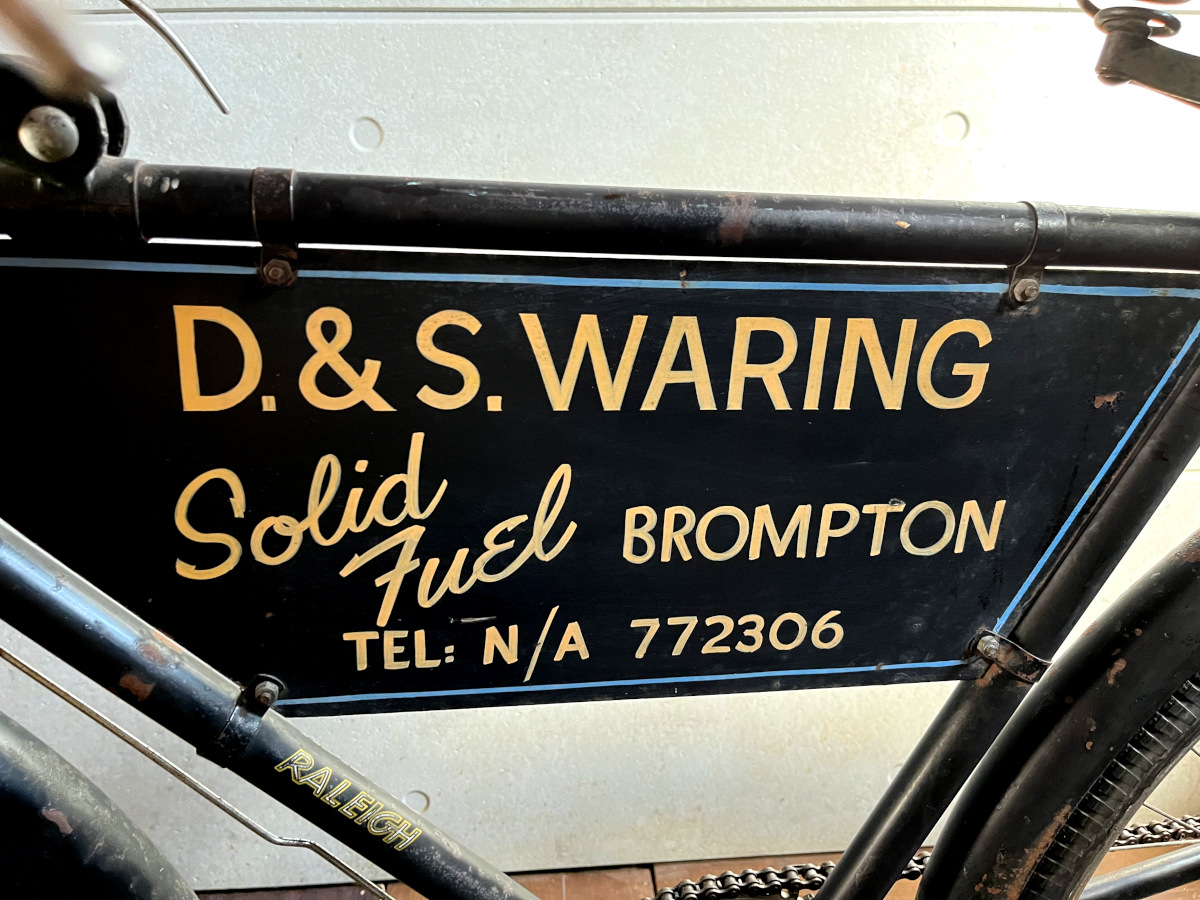 D. & S. WARING
Solid
Fuel BROMPTON
TEL: N/A 772306
RALEIGH